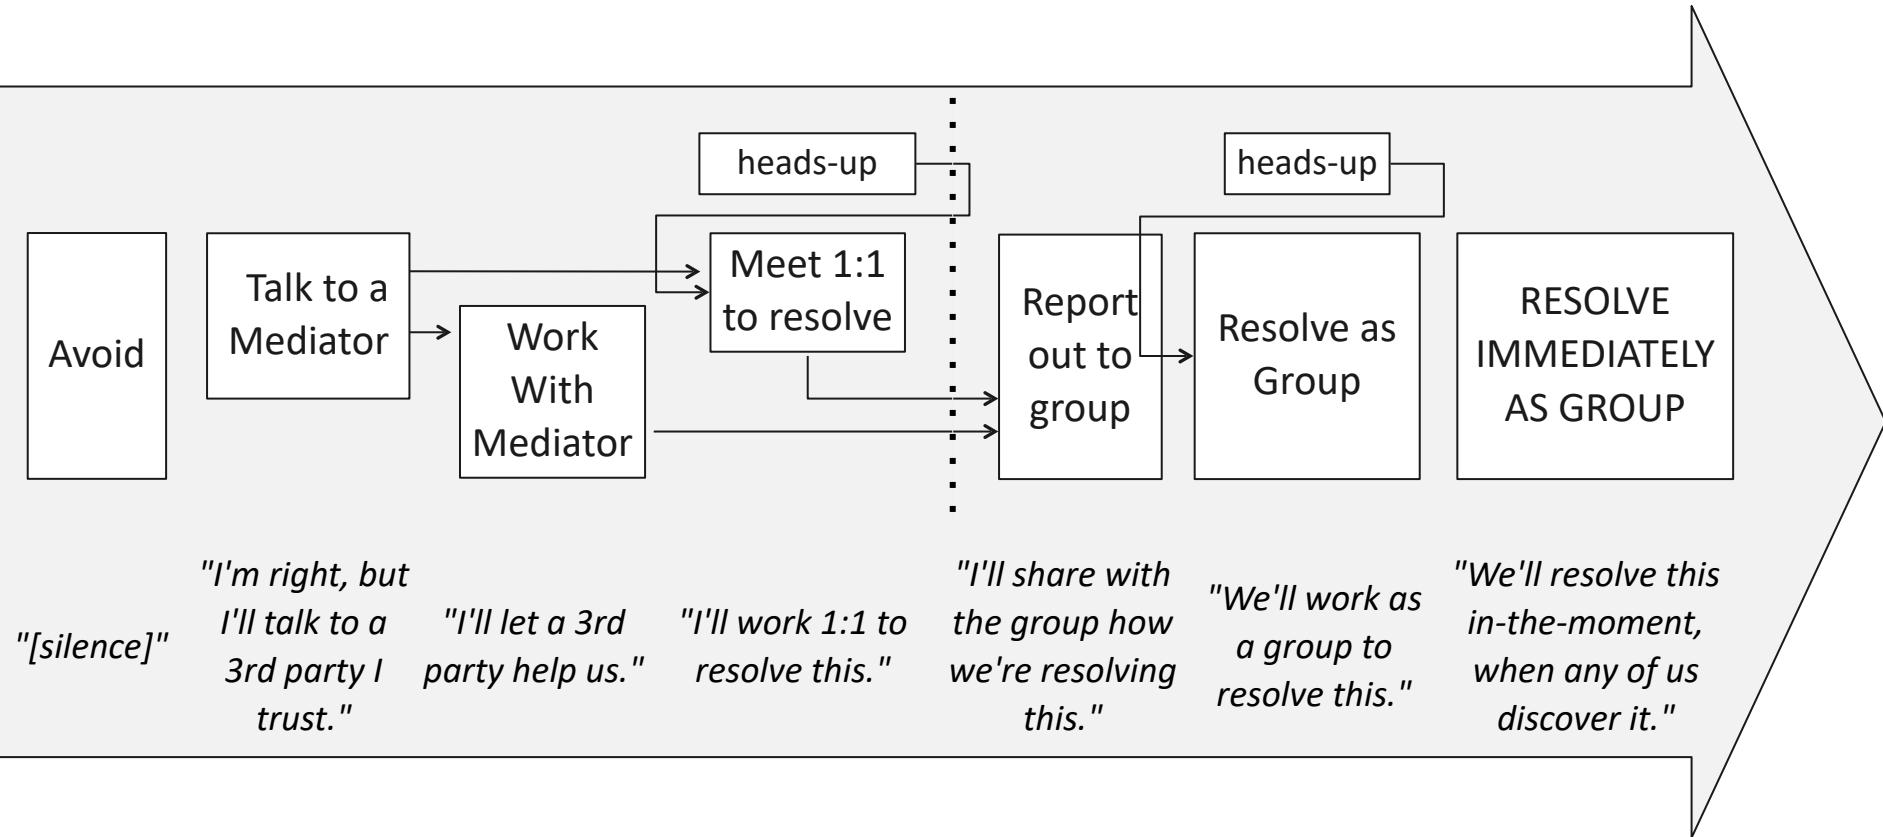 heads-up
heads-up
Avoid
Talk to a
Mediator
Work
With
Mediator
Meet 1:1
to resolve
Report
out to
group
Resolve as
Group
RESOLVE
IMMEDIATELY
AS GROUP
"[silence]"
"I'm right, but
I'll talk to a
3rd party I
trust."
"I'll let a 3rd
party help us."
"I'll work 1:1 to
resolve this."
"I'll share with
the group how
we're resolving
this."
"We'll work as
a group to
resolve this."
"We'll resolve this
in-the-moment,
when any of us
discover it."